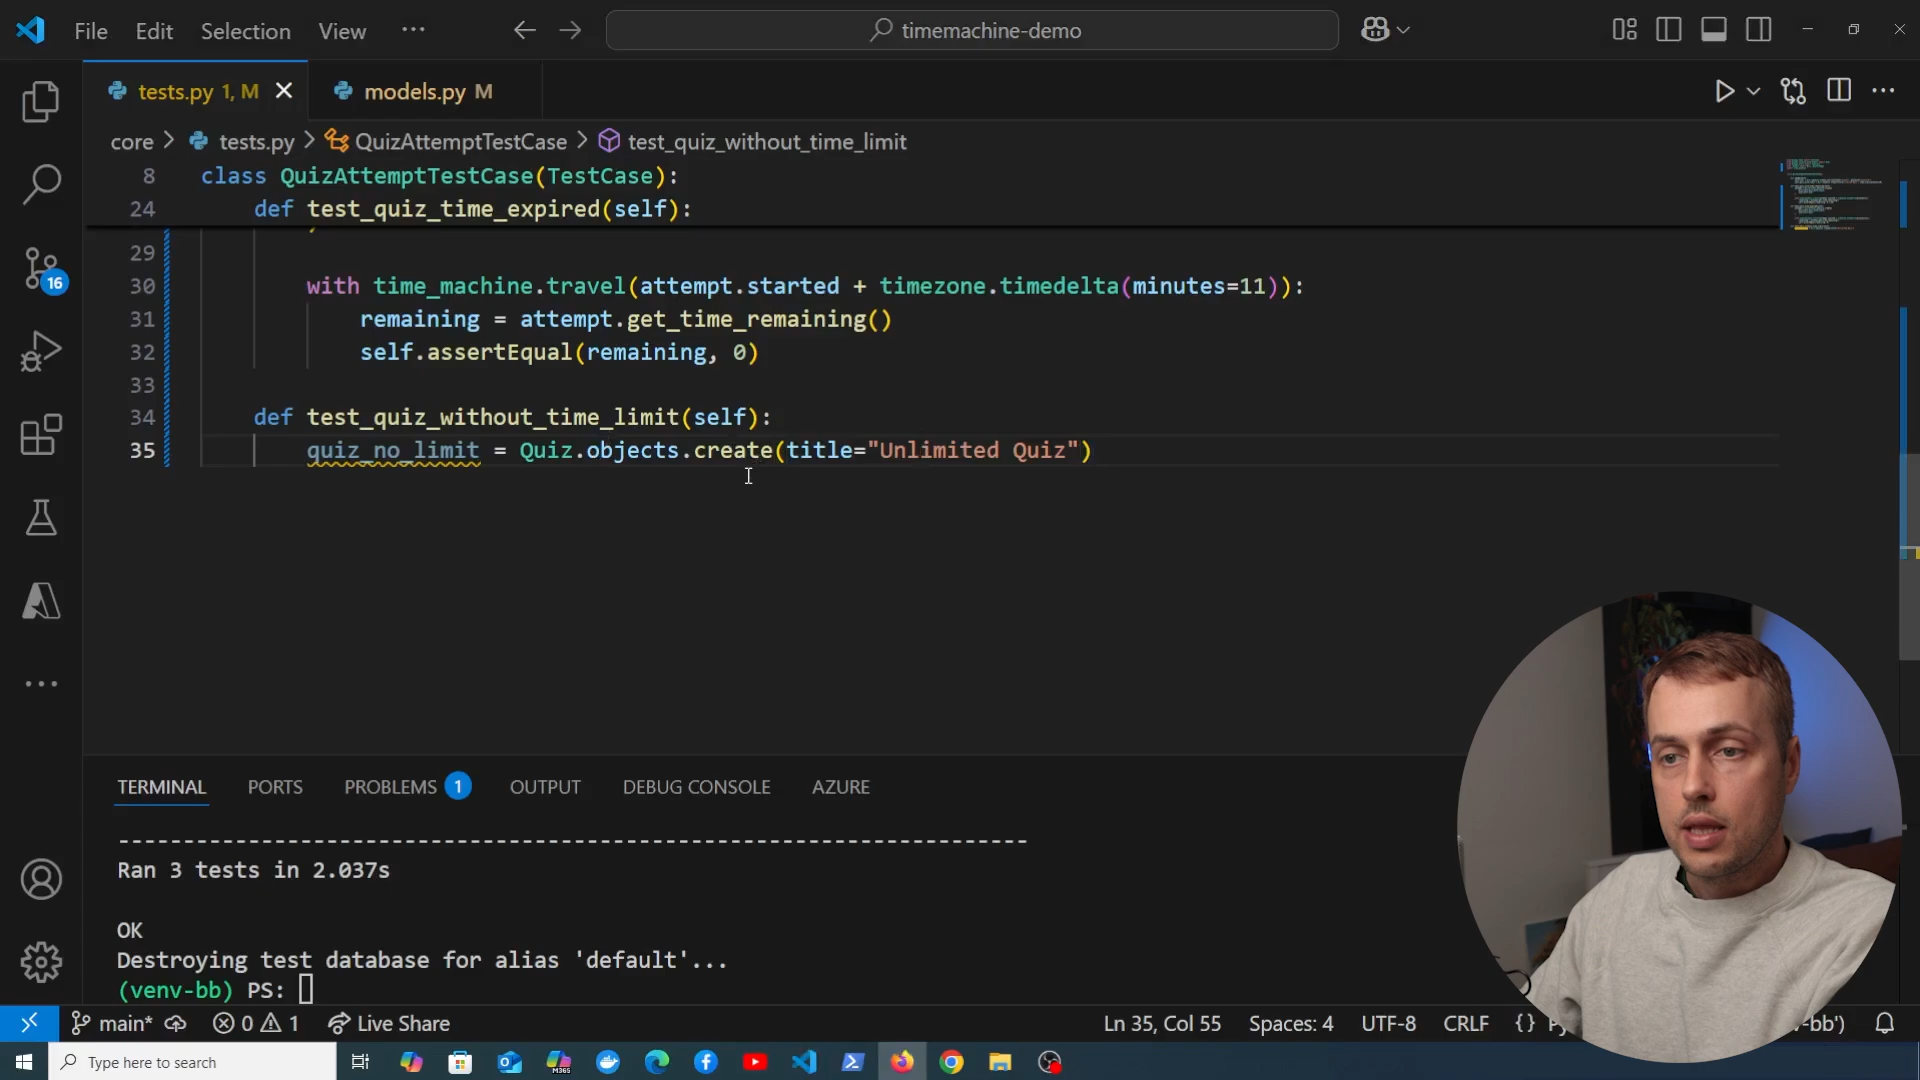 File Edit Selection View ··· timemachine-demo
tests.py 1, M models.py M
core > tests.py > QuizAttemptTestCase > test_quiz_without_time_limit
8 class QuizAttemptTestCase(TestCase):
24 def test_quiz_time_expired(self):
29
30 with time_machine.travel(attempt.started + timezone.timedelta(minutes=11)):
31 remaining = attempt.get_time_remaining()
32 self.assertEqual(remaining, 0)
33
34 def test_quiz_without_time_limit(self):
35 quiz_no_limit = Quiz.objects.create(title="Unlimited Quiz")
16
TERMINAL PORTS PROBLEMS 1 OUTPUT DEBUG CONSOLE AZURE
----------------------------------------------------------------------
Ran 3 tests in 2.037s
OK
Destroying test database for alias 'default'...
(venv-bb) PS:
main* 0 1 Live Share Ln 35, Col 55 Spaces: 4 UTF-8 CRLF {} -bb')
Type here to search M365